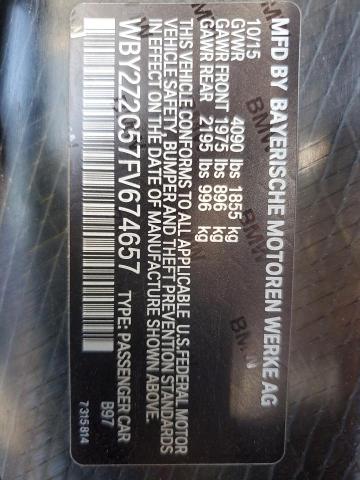 MFD BY BAYERISCHE MOTOREN WERKE AG
10/15
GVWR 4090 lbs 1855 kg
GAWR FRONT 1975 lbs 896 kg
GAWR REAR 2195 lbs 996 kg
THIS VEHICLE CONFORMS TO ALL APPLICABLE U.S.FEDERAL MOTOR
VEHICLE SAFETY, BUMPER AND THEFT PREVENTION STANDARDS
IN EFFECT ON THE DATE OF MANUFACTURE SHOWN ABOVE.
WBY2Z2C57FV674657 TYPE: PASSENGER CAR
B97
7315814